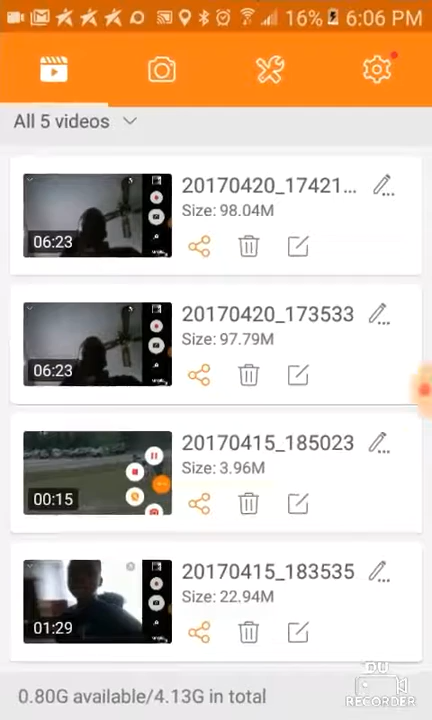 16% 6:06 PM
All 5 videos
20170420_17421...
Size: 98.04M
06:23
20170420_173533
Size: 97.79M
06:23
20170415_185023
Size: 3.96M
00:15
20170415_183535
Size: 22.94M
01:29
0.80G available/4.13G in total
DU
RECORDER